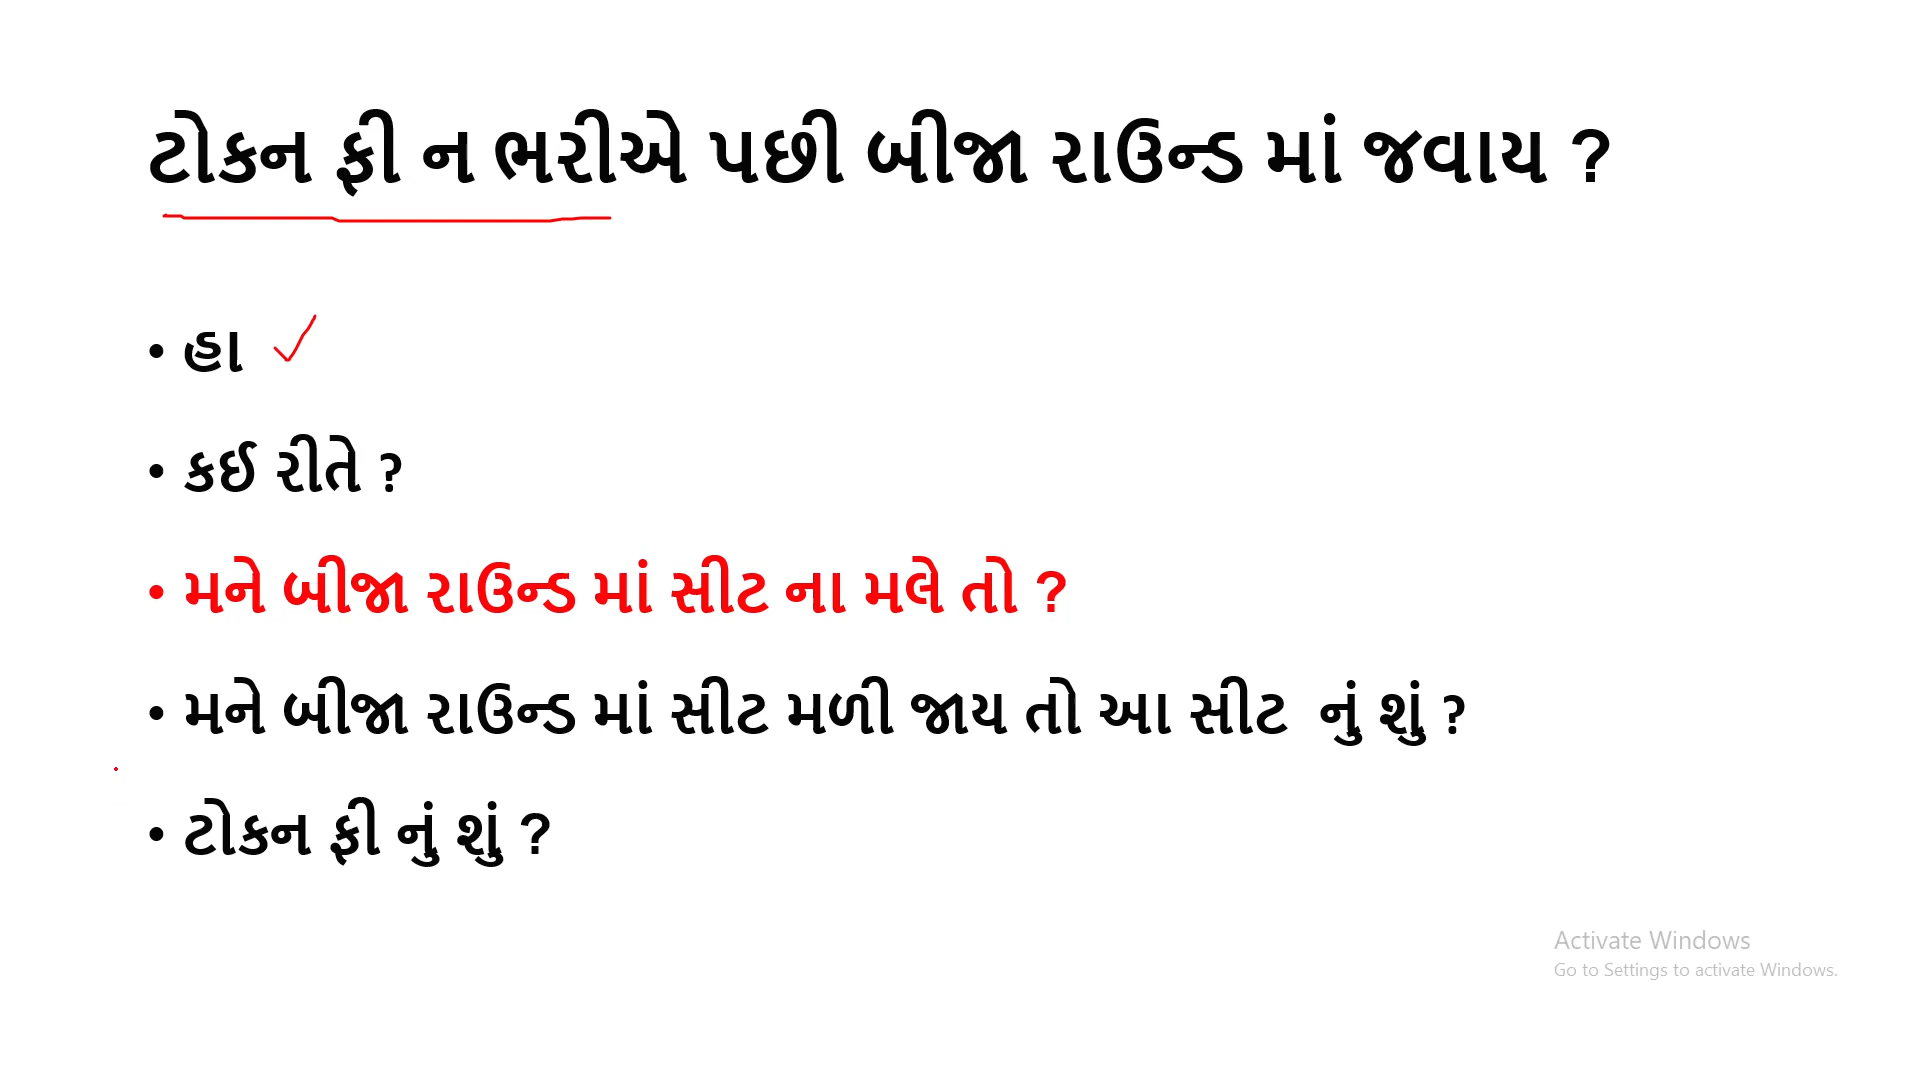 ટોકન ફી ન ભરીએ પછી બીજા રાઉન્ડ માં જવાય ?
• હા
• કઈ રીતે ?
• મને બીજા રાઉન્ડ માં સીટ ના મલે તો ?
• મને બીજા રાઉન્ડ માં સીટ મળી જાય તો આ સીટ નું શું ?
• ટોકન ફી નું શું ?
Activate Windows
Go to Settings to activate Windows.